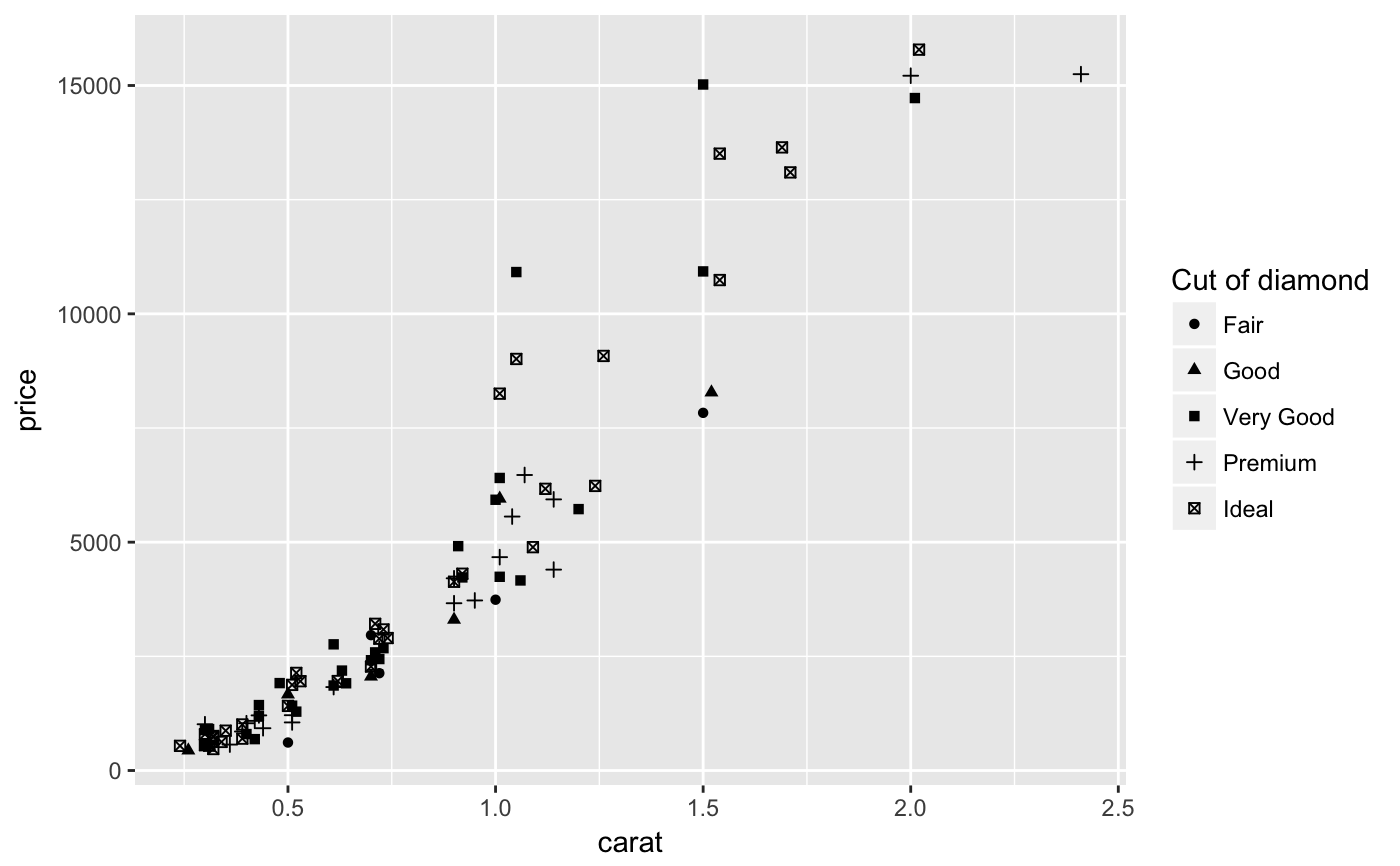 15000
10000
5000
0
price
0.5
1.0
1.5
2.0
2.5
carat
Cut of diamond
Fair
Good
Very Good
Premium
Ideal